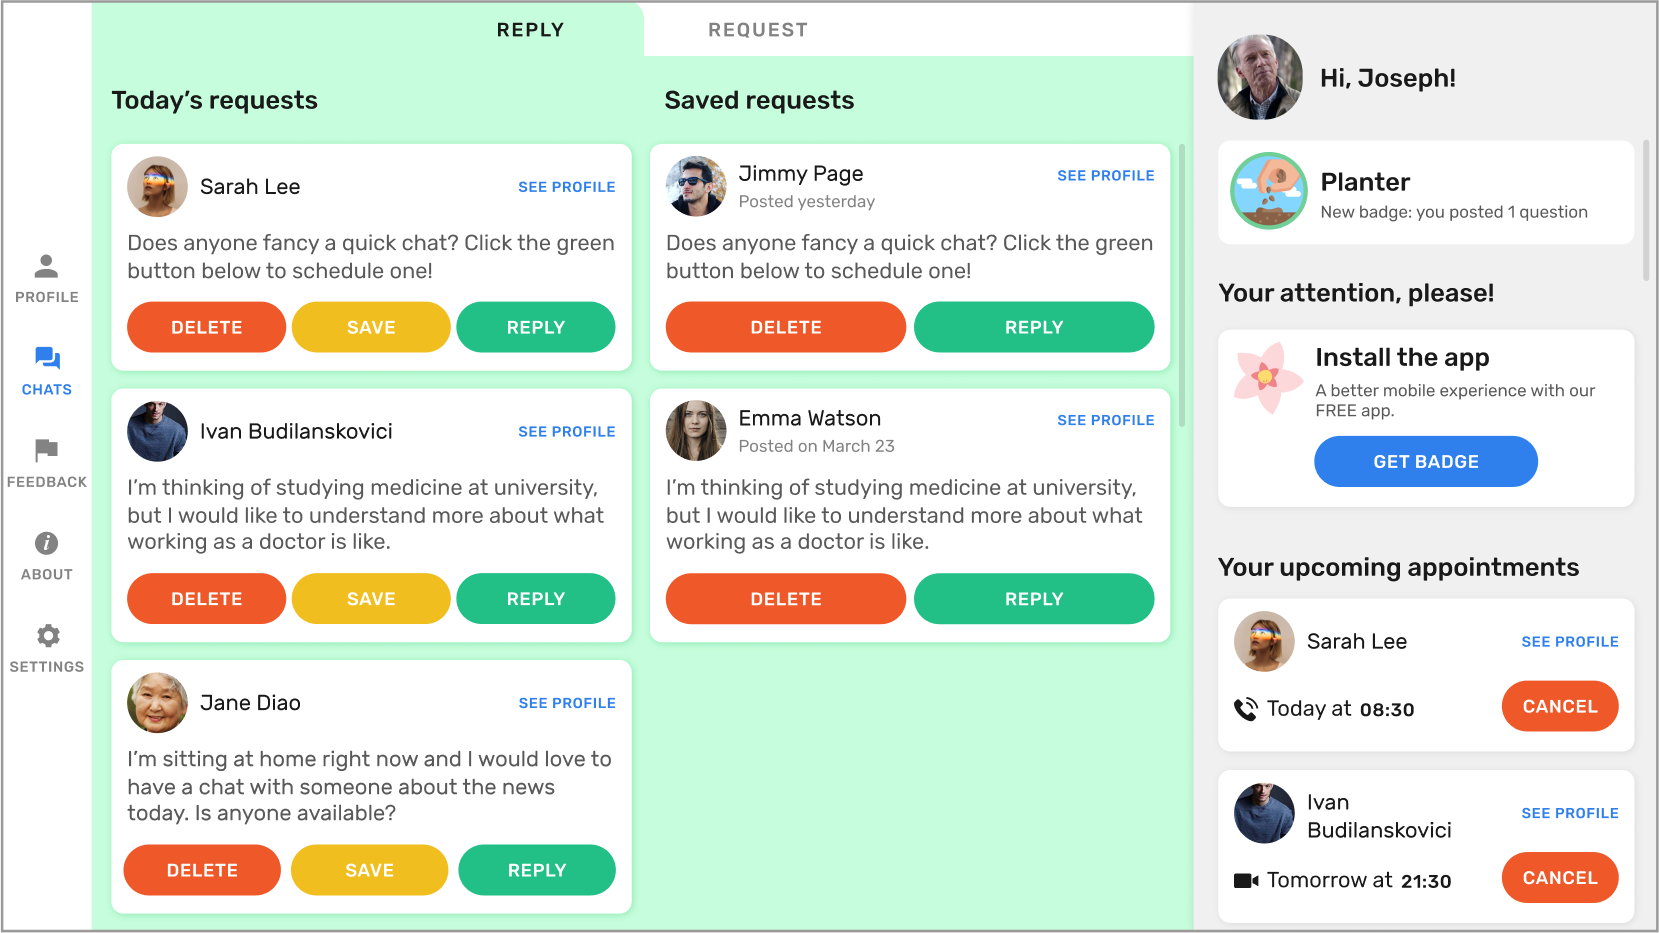 REPLY
REQUEST
PROFILE
CHATS
FEEDBACK
ABOUT
SETTINGS
Today’s requests
Sarah Lee
SEE PROFILE
Does anyone fancy a quick chat? Click the green
button below to schedule one!
DELETE
SAVE
REPLY
Ivan Budilanskovici
SEE PROFILE
I’m thinking of studying medicine at university,
but I would like to understand more about what
working as a doctor is like.
DELETE
SAVE
REPLY
Jane Diao
SEE PROFILE
I’m sitting at home right now and I would love to
have a chat with someone about the news
today. Is anyone available?
DELETE
SAVE
REPLY
Saved requests
Jimmy Page
SEE PROFILE
Posted yesterday
Does anyone fancy a quick chat? Click the green
button below to schedule one!
DELETE
REPLY
Emma Watson
SEE PROFILE
Posted on March 23
I’m thinking of studying medicine at university,
but I would like to understand more about what
working as a doctor is like.
DELETE
REPLY
Hi, Joseph!
Planter
New badge: you posted 1 question
Your attention, please!
Install the app
A better mobile experience with our
FREE app.
GET BADGE
Your upcoming appointments
Sarah Lee
SEE PROFILE
Today at 08:30
CANCEL
Ivan
Budilanskovici
SEE PROFILE
Tomorrow at 21:30
CANCEL